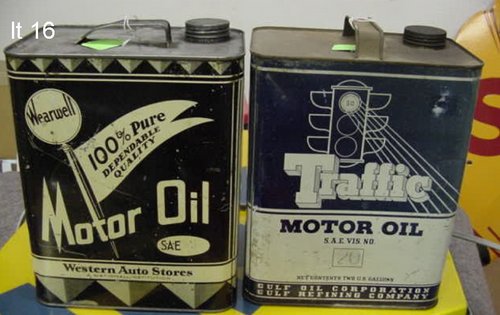 lt 16
Wearwell
100% Pure
DEPENDABLE
QUALITY
Motor Oil
SAE
Western Auto Stores
Traffic
MOTOR OIL
S.A.E. VIS. NO.
20
NET CONTENTS TWO U.S. GALLONS
GULF OIL CORPORATION
GULF REFINING COMPANY